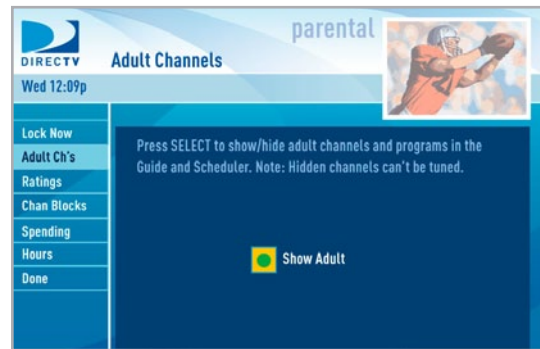 parental
DIRECTV
Adult Channels
Wed 12:09p
Lock Now
Adult Ch's
Ratings
Chan Blocks
Spending
Hours
Done
Press SELECT to show/hide adult channels and programs in the
Guide and Scheduler. Note: Hidden channels can't be tuned.
Show Adult